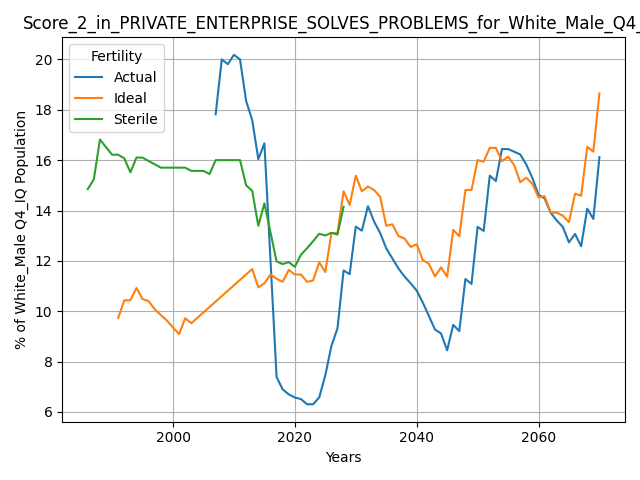 Score_2_in_PRIVATE_ENTERPRISE_SOLVES_PROBLEMS_for_White_Male_Q4_
Fertility
Actual
Ideal
Sterile
% of White_Male Q4_IQ Population
20
18
16
14
12
10
8
6
2000
2020
2040
2060
Years